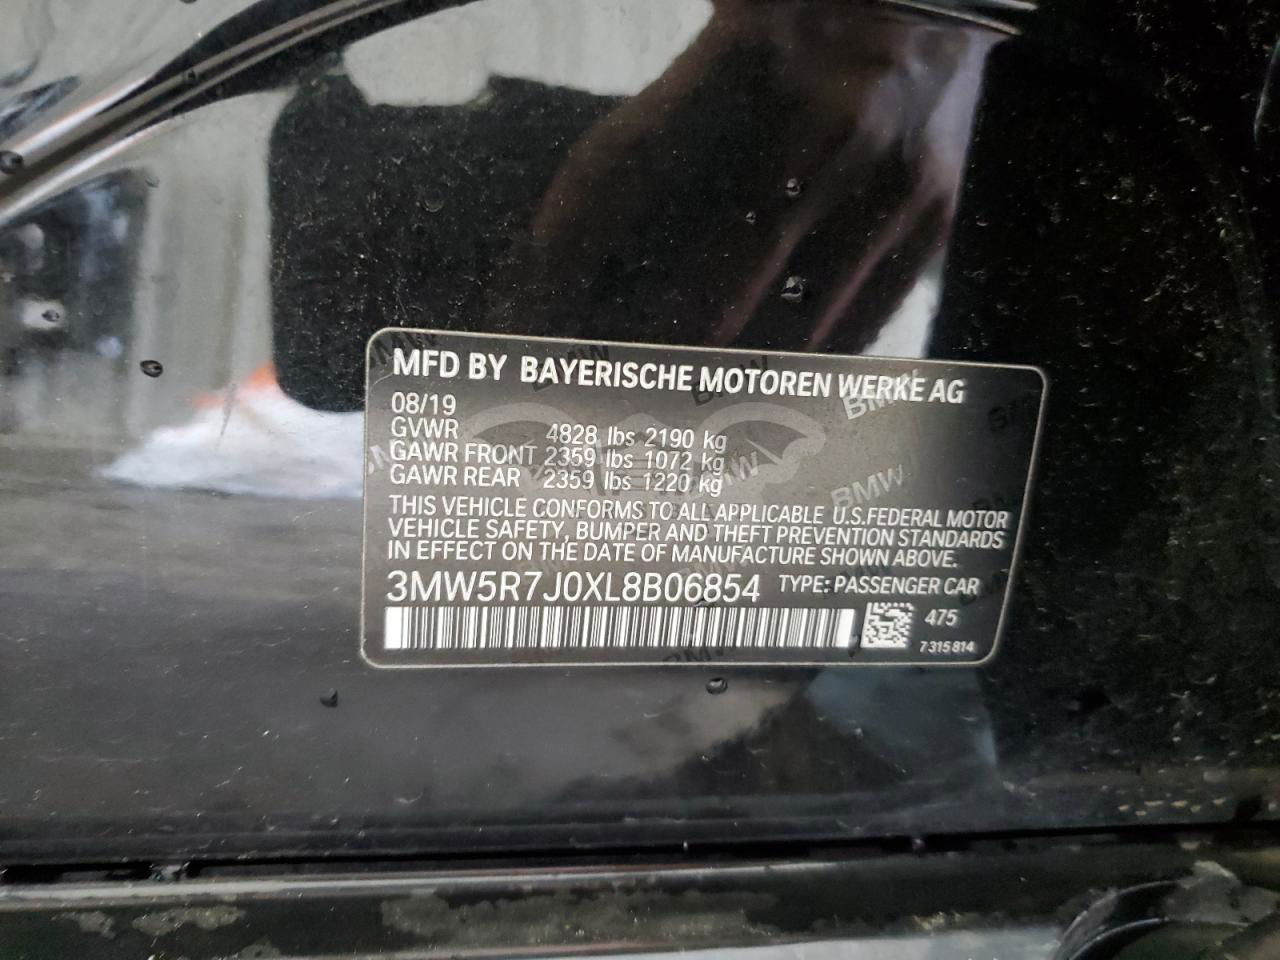 MFD BY BAYERISCHE MOTOREN WERKE AG
08/19
GVWR 4828 lbs 2190 kg
GAWR FRONT 2359 lbs 1072 kg
GAWR REAR 2359 lbs 1220 kg
THIS VEHICLE CONFORMS TO ALL APPLICABLE U.S.FEDERAL MOTOR
VEHICLE SAFETY, BUMPER AND THEFT PREVENTION STANDARDS
IN EFFECT ON THE DATE OF MANUFACTURE SHOWN ABOVE.
3MW5R7J0XL8B06854 TYPE: PASSENGER CAR
475
7315814